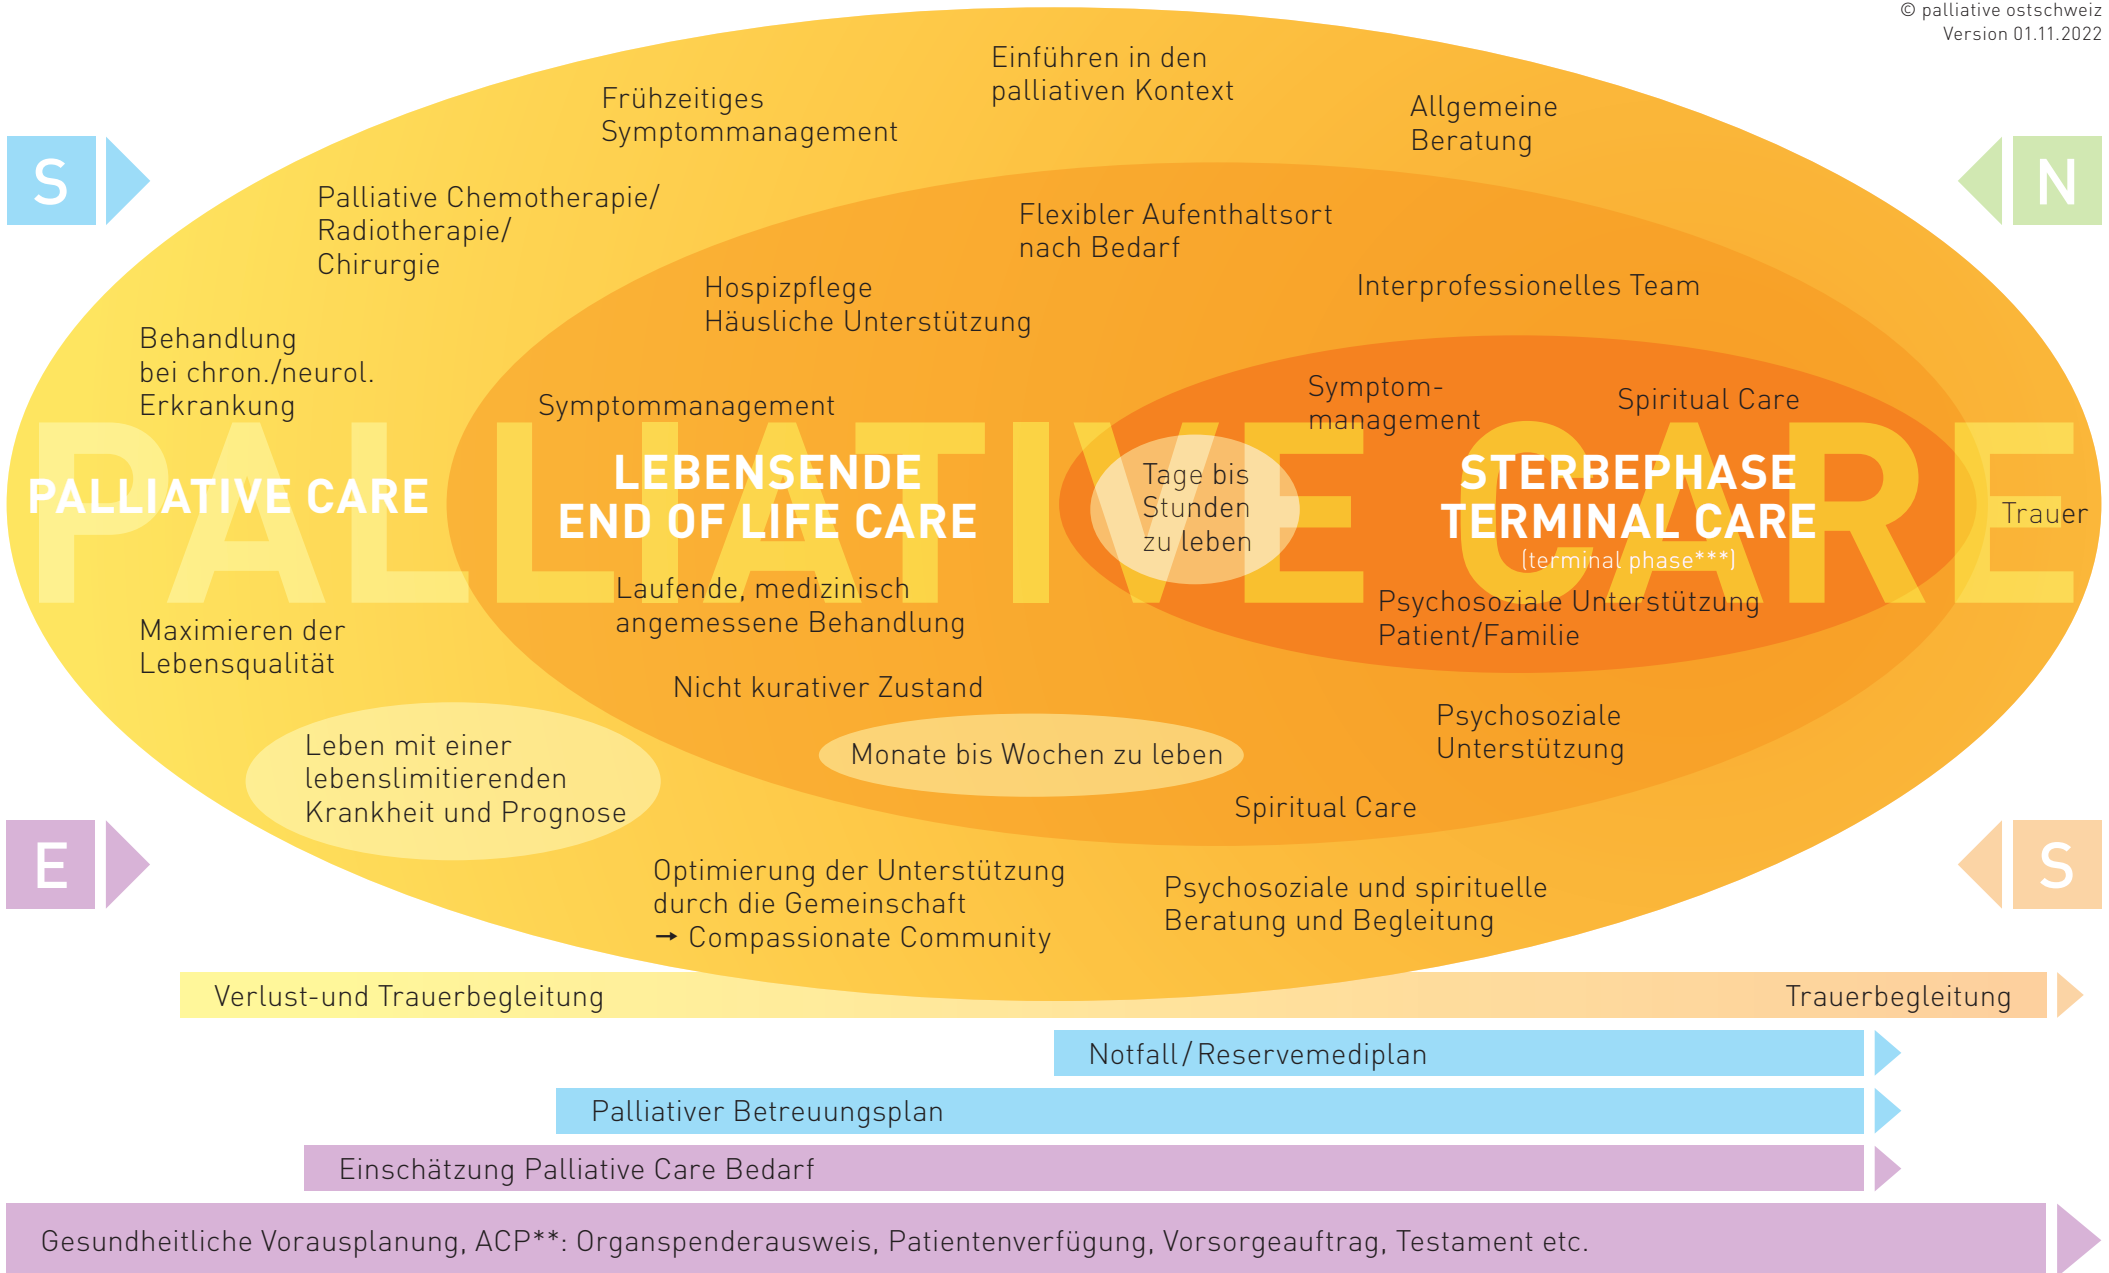 © palliative ostschweiz
Version 01.11.2022
Einführen in den
palliativen Kontext
Frühzeitiges
Symptommanagement
Allgemeine
Beratung
S
N
Palliative Chemotherapie/
Radiotherapie/
Chirurgie
Flexibler Aufenthaltsort
nach Bedarf
Hospizpflege
Häusliche Unterstützung
Interprofessionelles Team
Behandlung
bei chron./neurol.
Erkrankung
Symptommanagement
Symptom-
management
Spiritual Care
PALLIATIVE CARE
PALLIATIVE CARE
LEBENSENDE
END OF LIFE CARE
Tage bis
Stunden
zu leben
STERBEPHASE
TERMINAL CARE
(terminal phase***)
Trauer
Laufende, medizinisch
angemessene Behandlung
Psychosoziale Unterstützung
Patient/Familie
Maximieren der
Lebensqualität
Nicht kurativer Zustand
Psychosoziale
Unterstützung
Leben mit einer
lebenslimitierenden
Krankheit und Prognose
Monate bis Wochen zu leben
Spiritual Care
E
S
Optimierung der Unterstützung
durch die Gemeinschaft
→ Compassionate Community
Psychosoziale und spirituelle
Beratung und Begleitung
Verlust-und Trauerbegleitung
Trauerbegleitung
Notfall/Reservemediplan
Palliativer Betreuungsplan
Einschätzung Palliative Care Bedarf
Gesundheitliche Vorausplanung, ACP**: Organspenderausweis, Patientenverfügung, Vorsorgeauftrag, Testament etc.